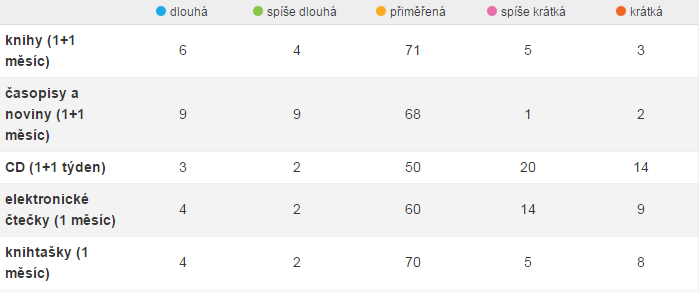 dlouhá spíše dlouhá přiměřená spíše krátká krátká
knihy (1+1
měsíc) 6 4 71 5 3
časopisy a
noviny (1+1
měsíc) 9 9 68 1 2
CD (1+1 týden) 3 2 50 20 14
elektronické
čtečky (1 měsíc) 4 2 60 14 9
knihtašky (1
měsíc) 4 2 70 5 8